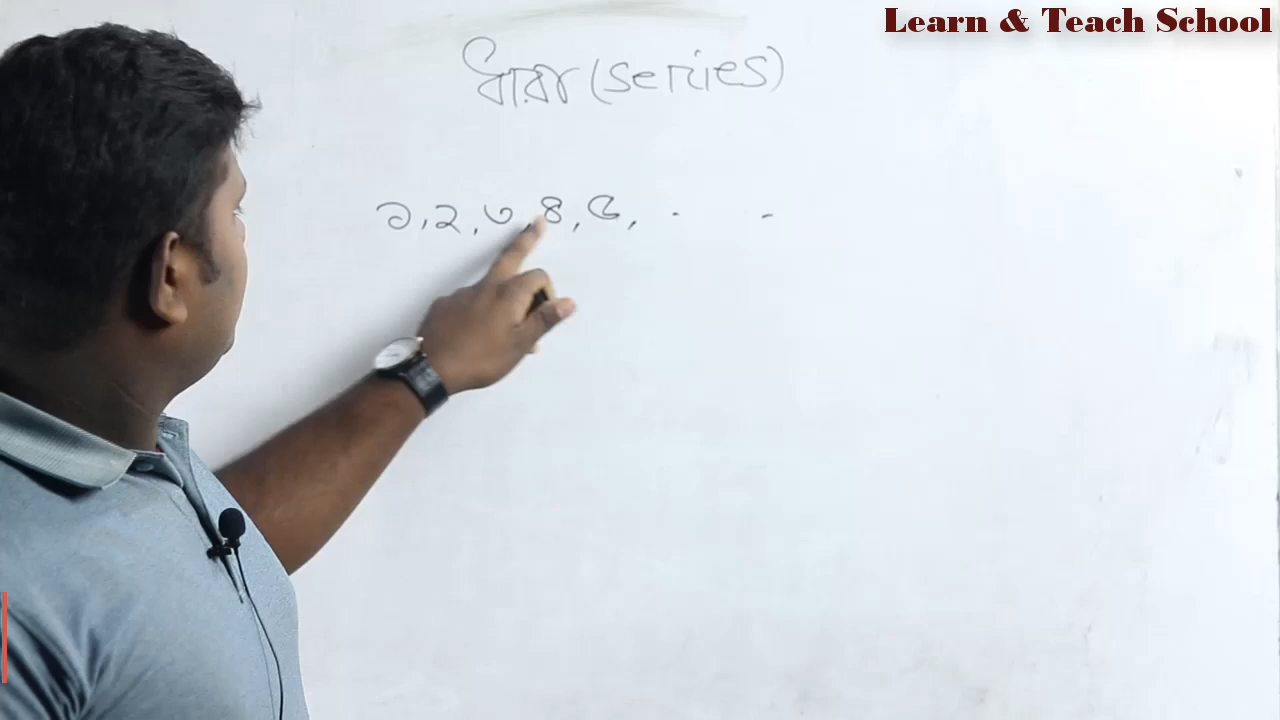 Learn & Teach School
ধারা (series)
১, ২, ৩, ৪, ৫, . -